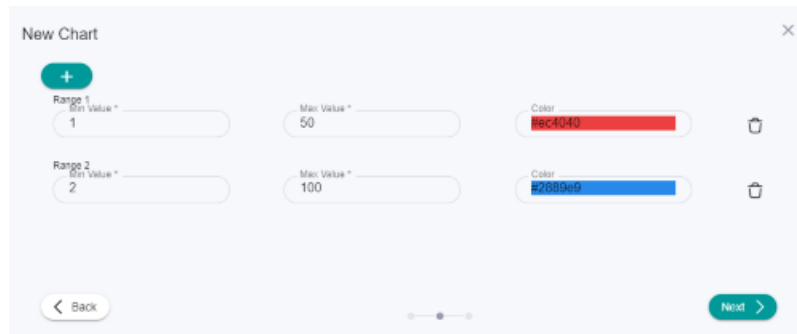 New Chart
+
Range 1
Min Value * Max Value * Color
1 50 #ec4040
Range 2
Min Value * Max Value * Color
2 100 #2889e9
Back Next